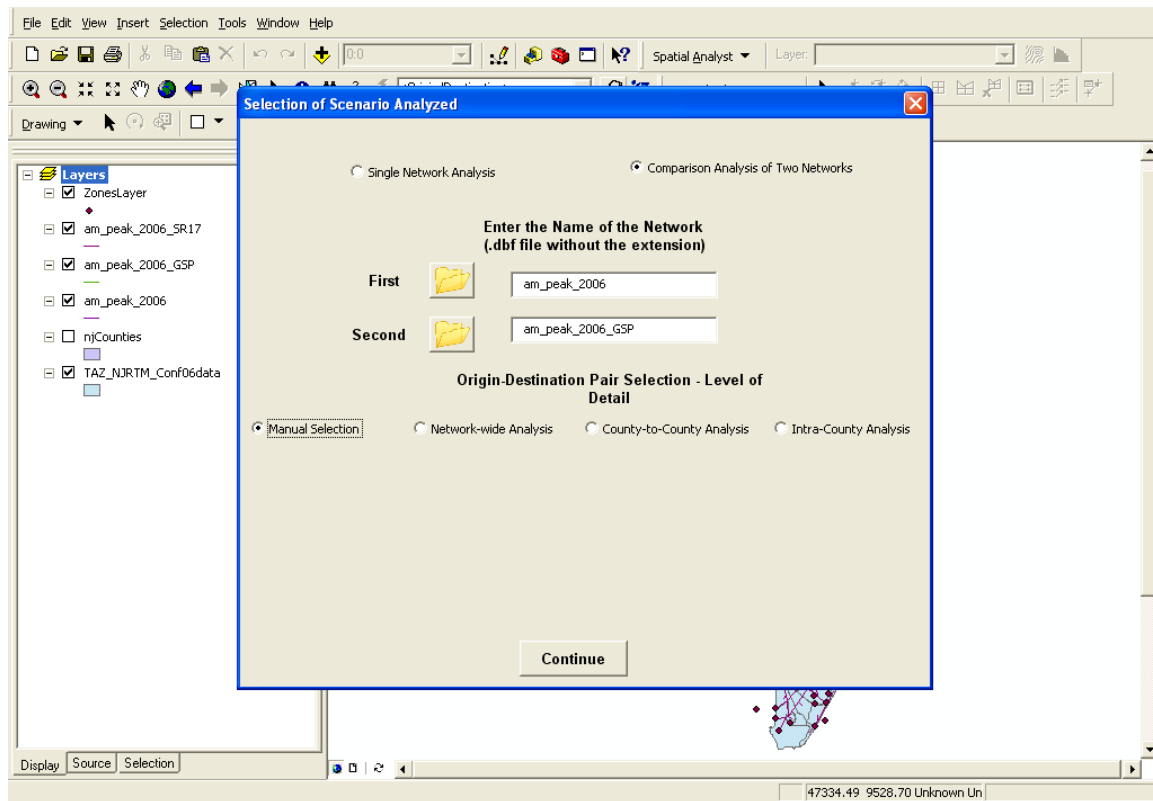 File Edit View Insert Selection Tools Window Help
0:0 Spatial Analyst Layer:
Drawing
Selection of Scenario Analyzed
Single Network Analysis Comparison Analysis of Two Networks
Enter the Name of the Network
(.dbf file without the extension)
First am_peak_2006
Second am_peak_2006_GSP
Origin-Destination Pair Selection - Level of
Detail
Manual Selection Network-wide Analysis County-to-County Analysis Intra-County Analysis
Continue
Layers
ZonesLayer
am_peak_2006_SR17
am_peak_2006_GSP
am_peak_2006
njCounties
TAZ_NJRTM_Conf06data
Display Source Selection
47334.49 9528.70 Unknown Un